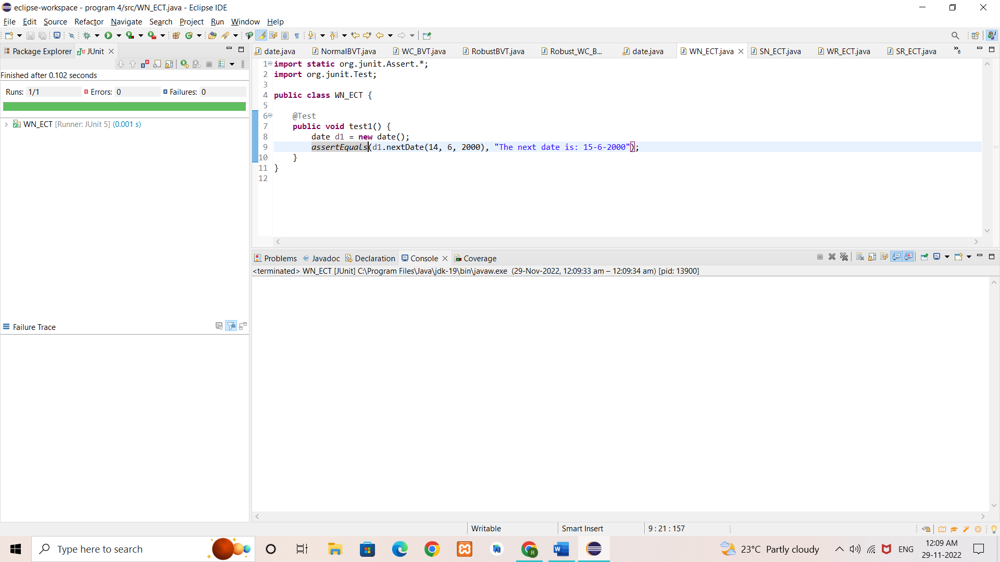 eclipse-workspace - program 4/src/WN_ECT.java - Eclipse IDE
File Edit Source Refactor Navigate Search Project Run Window Help
Package Explorer JUnit
Finished after 0.102 seconds
Runs: 1/1 Errors: 0 Failures: 0
WN_ECT [Runner: JUnit 5] (0.001 s)
Failure Trace
date.java NormalBVT.java WC_BVT.java RobustBVT.java Robust_WC_B... date.java WN_ECT.java SN_ECT.java WR_ECT.java SR_ECT.java »6
1 import static org.junit.Assert.*;
2 import org.junit.Test;
3
4 public class WN_ECT {
5
6 @Test
7 public void test1() {
8 date d1 = new date();
9 assertEquals(d1.nextDate(14, 6, 2000), "The next date is: 15-6-2000");
10 }
11 }
12
Problems @ Javadoc Declaration Console Coverage
<terminated> WN_ECT [JUnit] C:\Program Files\Java\jdk-19\bin\javaw.exe (29-Nov-2022, 12:09:33 am – 12:09:34 am) [pid: 13900]
Writable Smart Insert 9 : 21 : 157
Type here to search
23°C Partly cloudy ENG 12:09 AM
29-11-2022